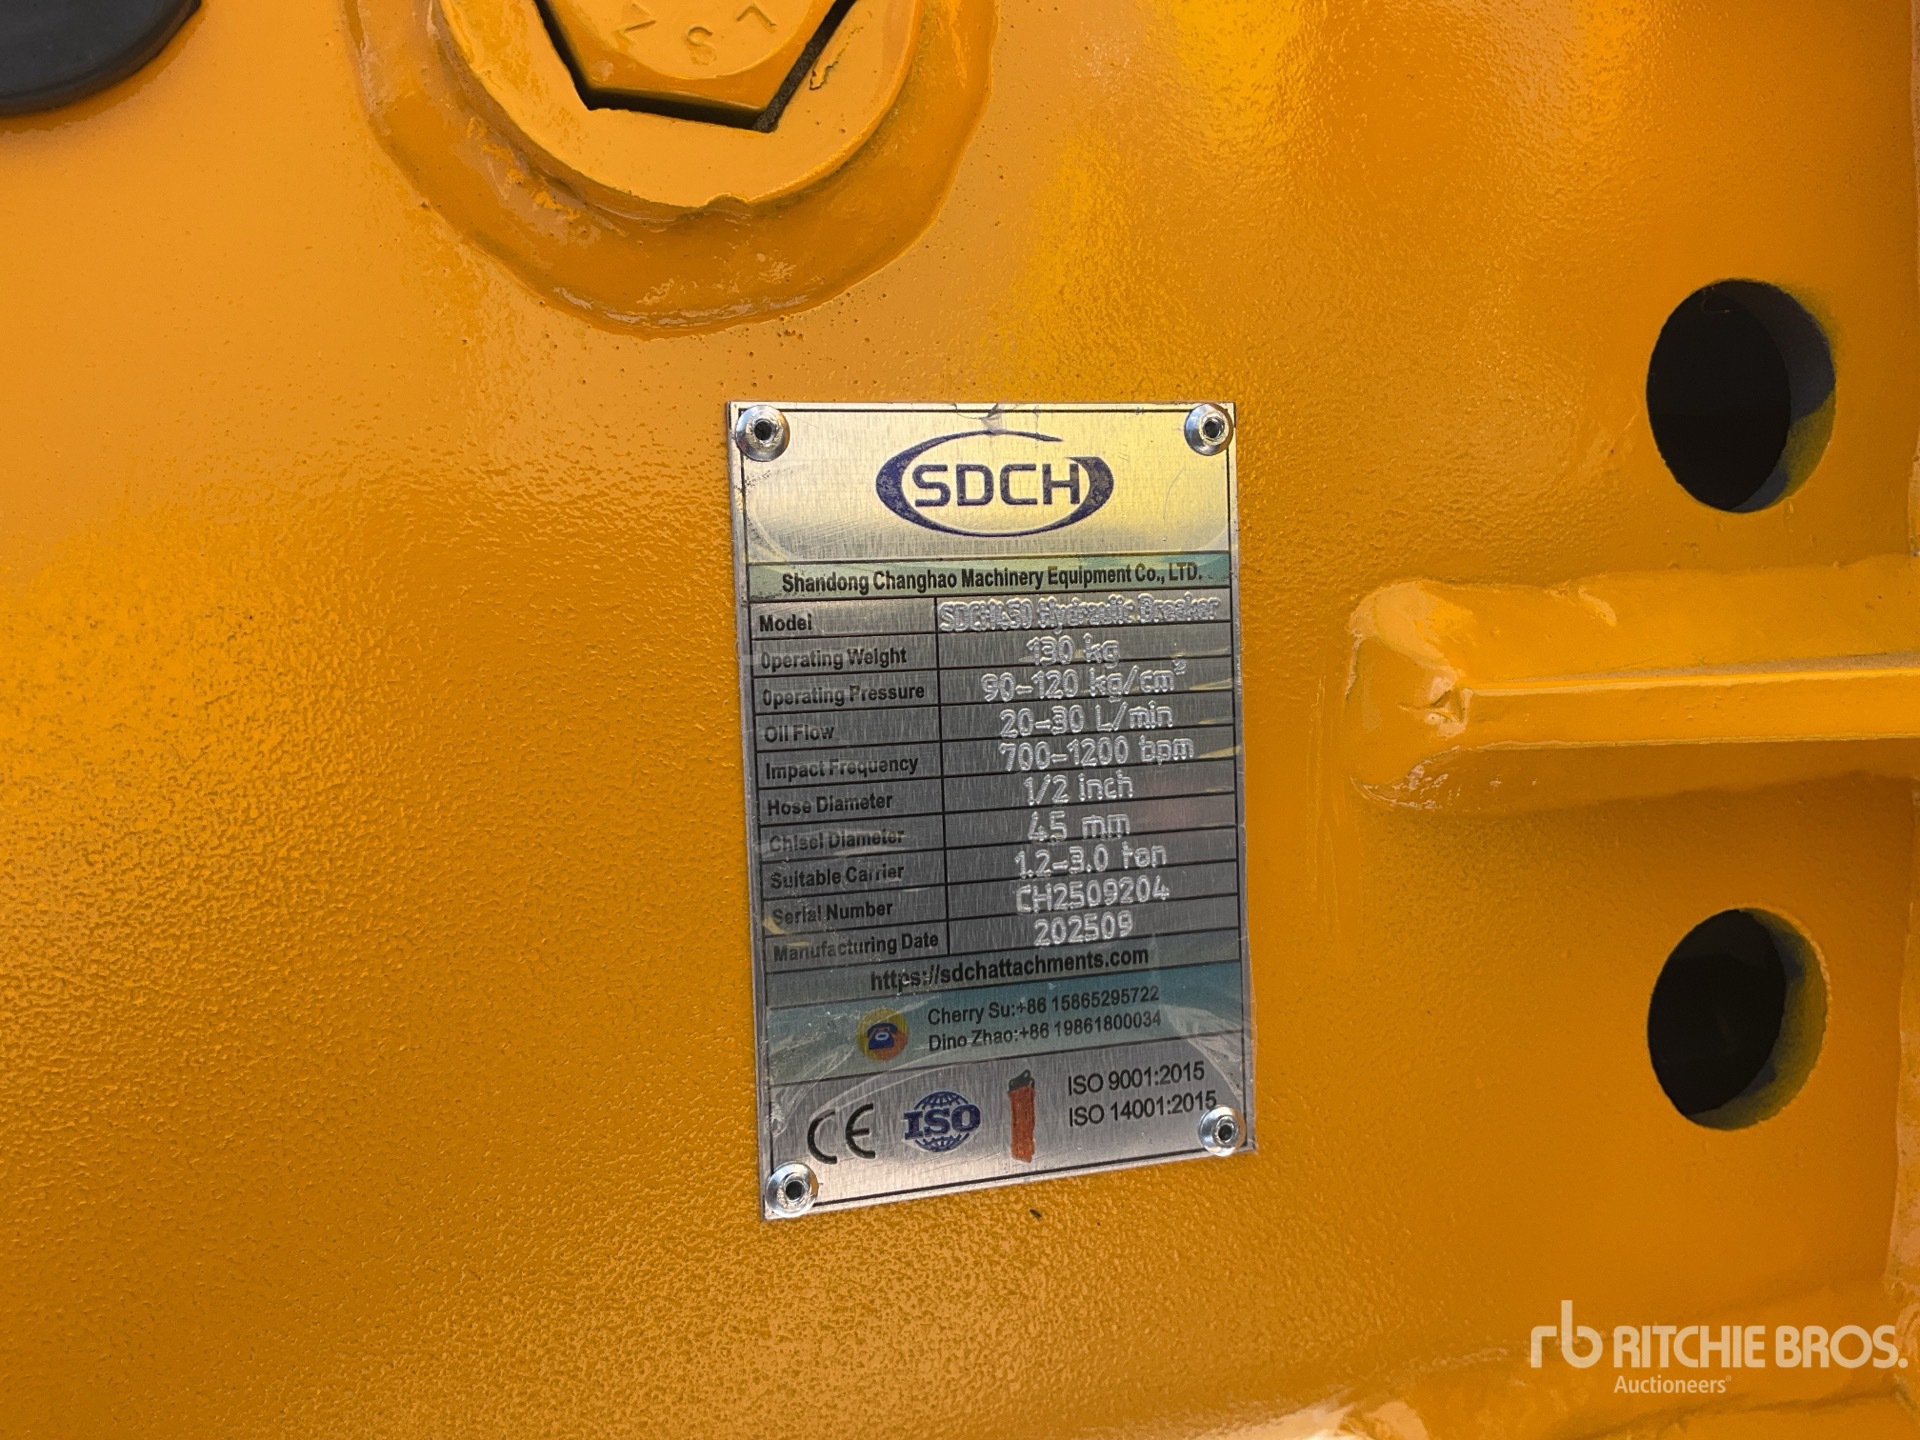 LSZ
SDCH
Shandong Changhao Machinery Equipment Co., LTD.
Model SDCH450 Hydraulic Breaker
Operating Weight 130 kg
Operating Pressure 90-120 kg/cm²
Oil Flow 20-30 L/min
Impact Frequency 700-1200 bpm
Hose Diameter 1/2 inch
Chisel Diameter 45 mm
Suitable Carrier 1.2-3.0 ton
Serial Number CH2509204
Manufacturing Date 202509
https://sdchattachments.com
Cherry Su:+86 15865295722
Dino Zhao:+86 19861800034
CE ISO ISO 9001:2015
ISO 14001:2015
rb RITCHIE BROS.
Auctioneers